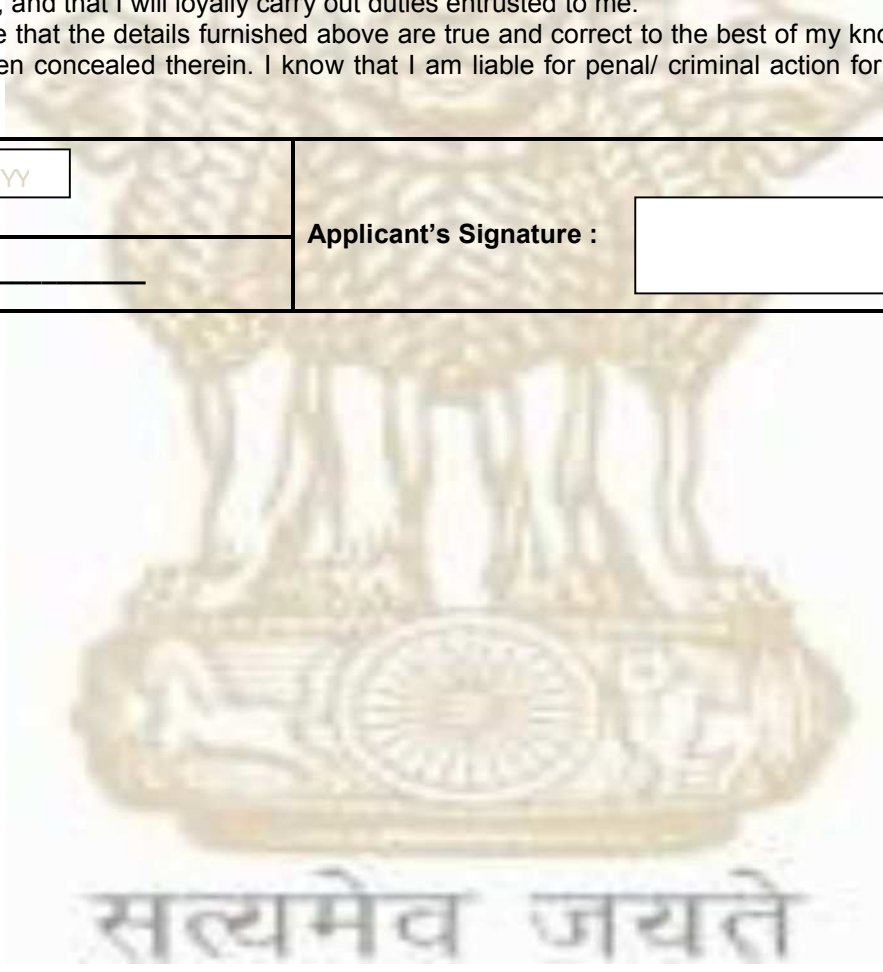 , and that I will loyally carry out duties entrusted to me.
e that the details furnished above are true and correct to the best of my kno
en concealed therein. I know that I am liable for penal/ criminal action for
YY
Applicant’s Signature :
सत्यमेव जयते